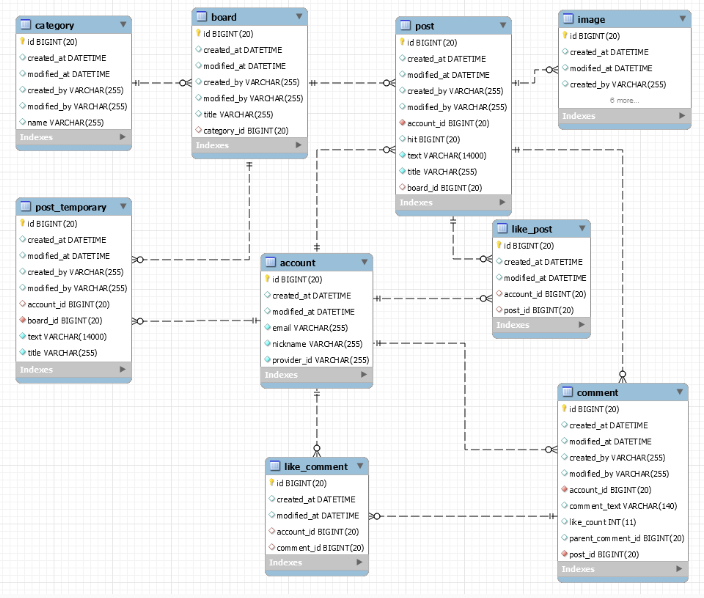 category
id BIGINT(20)
created_at DATETIME
modified_at DATETIME
created_by VARCHAR(255)
modified_by VARCHAR(255)
name VARCHAR(255)
Indexes
board
id BIGINT(20)
created_at DATETIME
modified_at DATETIME
created_by VARCHAR(255)
modified_by VARCHAR(255)
title VARCHAR(255)
category_id BIGINT(20)
Indexes
post
id BIGINT(20)
created_at DATETIME
modified_at DATETIME
created_by VARCHAR(255)
modified_by VARCHAR(255)
account_id BIGINT(20)
hit BIGINT(20)
text VARCHAR(14000)
title VARCHAR(255)
board_id BIGINT(20)
Indexes
image
id BIGINT(20)
created_at DATETIME
modified_at DATETIME
created_by VARCHAR(255)
6 more...
Indexes
post_temporary
id BIGINT(20)
created_at DATETIME
modified_at DATETIME
created_by VARCHAR(255)
modified_by VARCHAR(255)
account_id BIGINT(20)
board_id BIGINT(20)
text VARCHAR(14000)
title VARCHAR(255)
Indexes
account
id BIGINT(20)
created_at DATETIME
modified_at DATETIME
email VARCHAR(255)
nickname VARCHAR(255)
provider_id VARCHAR(255)
Indexes
like_post
id BIGINT(20)
created_at DATETIME
modified_at DATETIME
account_id BIGINT(20)
post_id BIGINT(20)
Indexes
like_comment
id BIGINT(20)
created_at DATETIME
modified_at DATETIME
account_id BIGINT(20)
comment_id BIGINT(20)
Indexes
comment
id BIGINT(20)
created_at DATETIME
modified_at DATETIME
created_by VARCHAR(255)
modified_by VARCHAR(255)
account_id BIGINT(20)
comment_text VARCHAR(140)
like_count INT(11)
parent_comment_id BIGINT(20)
post_id BIGINT(20)
Indexes